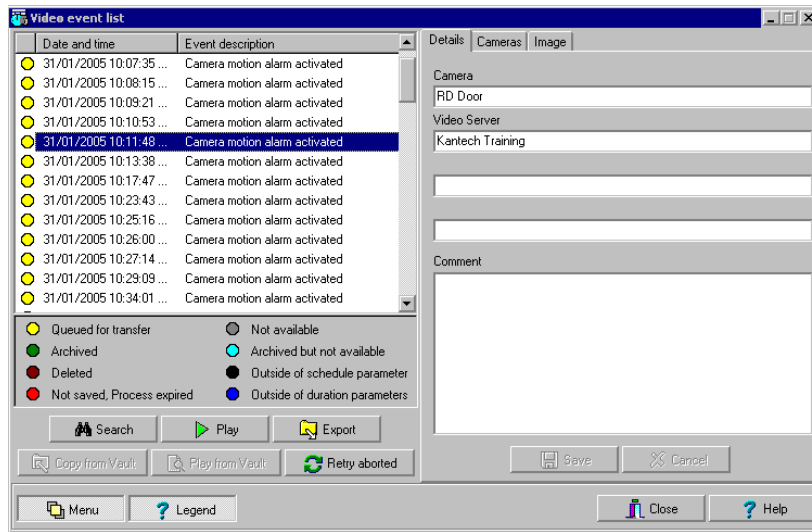 Video event list
Date and time Event description
31/01/2005 10:07:35 ... Camera motion alarm activated
31/01/2005 10:08:15 ... Camera motion alarm activated
31/01/2005 10:09:21 ... Camera motion alarm activated
31/01/2005 10:10:53 ... Camera motion alarm activated
31/01/2005 10:11:48 ... Camera motion alarm activated
31/01/2005 10:13:38 ... Camera motion alarm activated
31/01/2005 10:17:47 ... Camera motion alarm activated
31/01/2005 10:23:43 ... Camera motion alarm activated
31/01/2005 10:25:16 ... Camera motion alarm activated
31/01/2005 10:26:00 ... Camera motion alarm activated
31/01/2005 10:27:14 ... Camera motion alarm activated
31/01/2005 10:29:09 ... Camera motion alarm activated
31/01/2005 10:34:01 ... Camera motion alarm activated
Queued for transfer Not available
Archived Archived but not available
Deleted Outside of schedule parameter
Not saved, Process expired Outside of duration parameters
Search Play Export
Copy from Vault Play from Vault Retry aborted
Details Cameras Image
Camera
RD Door
Video Server
Kantech Training
Comment
Save Cancel
Menu Legend Close Help